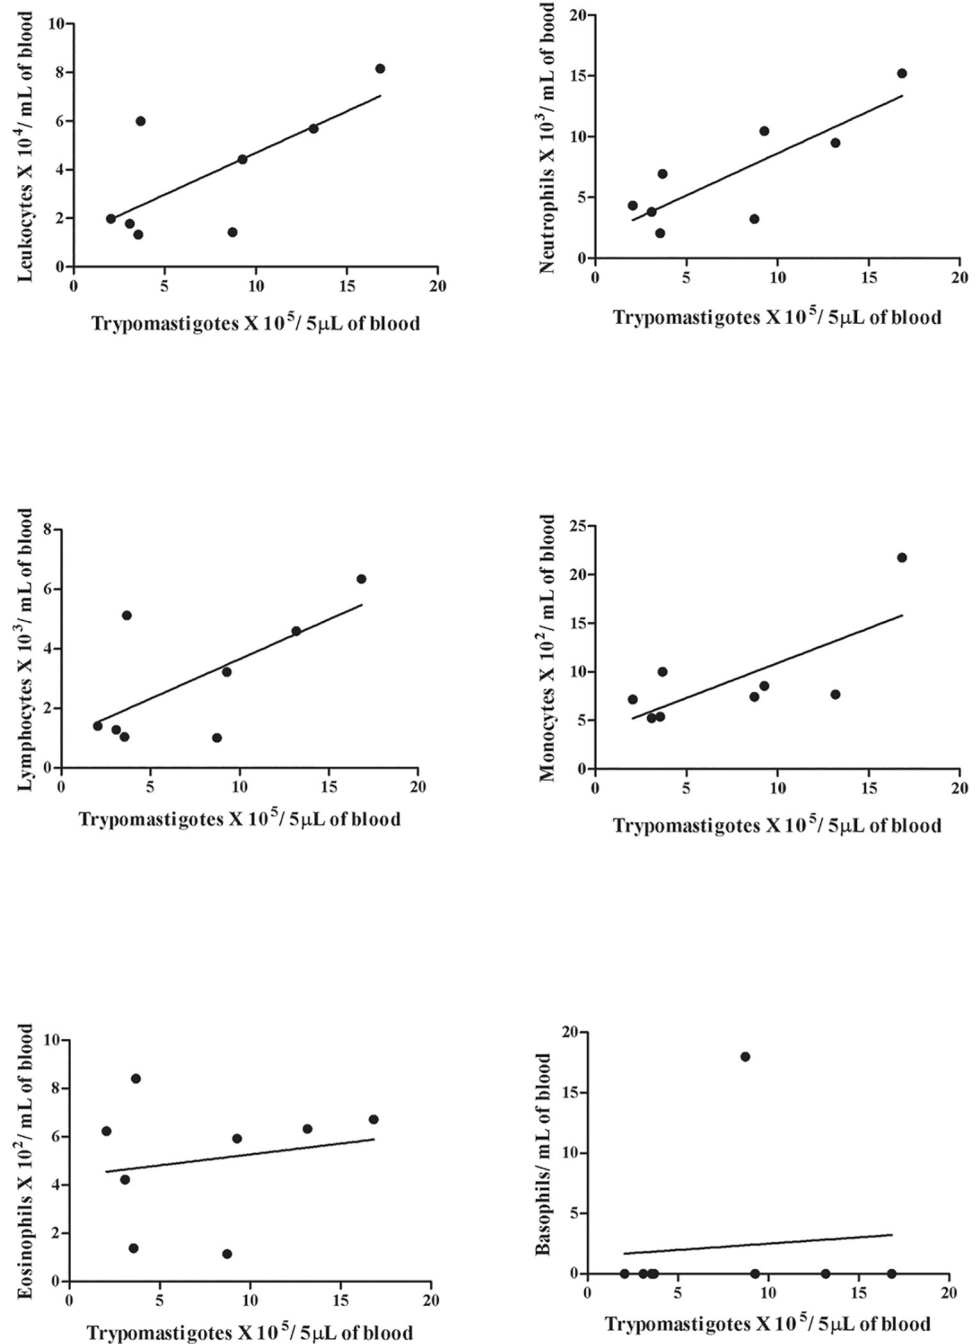 Leukocytes X 10⁴/ mL of blood
10
8
6
4
2
0
0 5 10 15 20
Trypomastigotes X 10⁵/ 5µL of blood
Neutrophils X 10³/ mL of bood
20
15
10
5
0
0 5 10 15 20
Trypomastigotes X 10⁵/ 5µL of blood
Lymphocytes X 10³/ mL of blood
8
6
4
2
0
0 5 10 15 20
Trypomastigotes X 10⁵/ 5µL of blood
Monocytes X 10²/ mL of blood
25
20
15
10
5
0
0 5 10 15 20
Trypomastigotes X 10⁵/ 5µL of blood
Eosinophils X 10²/ mL of blood
10
8
6
4
2
0
0 5 10 15 20
Trypomastigotes X 10⁵/ 5µL of blood
Basophils/ mL of blood
20
15
10
5
0
0 5 10 15 20
Trypomastigotes X 10⁵/ 5µL of blood